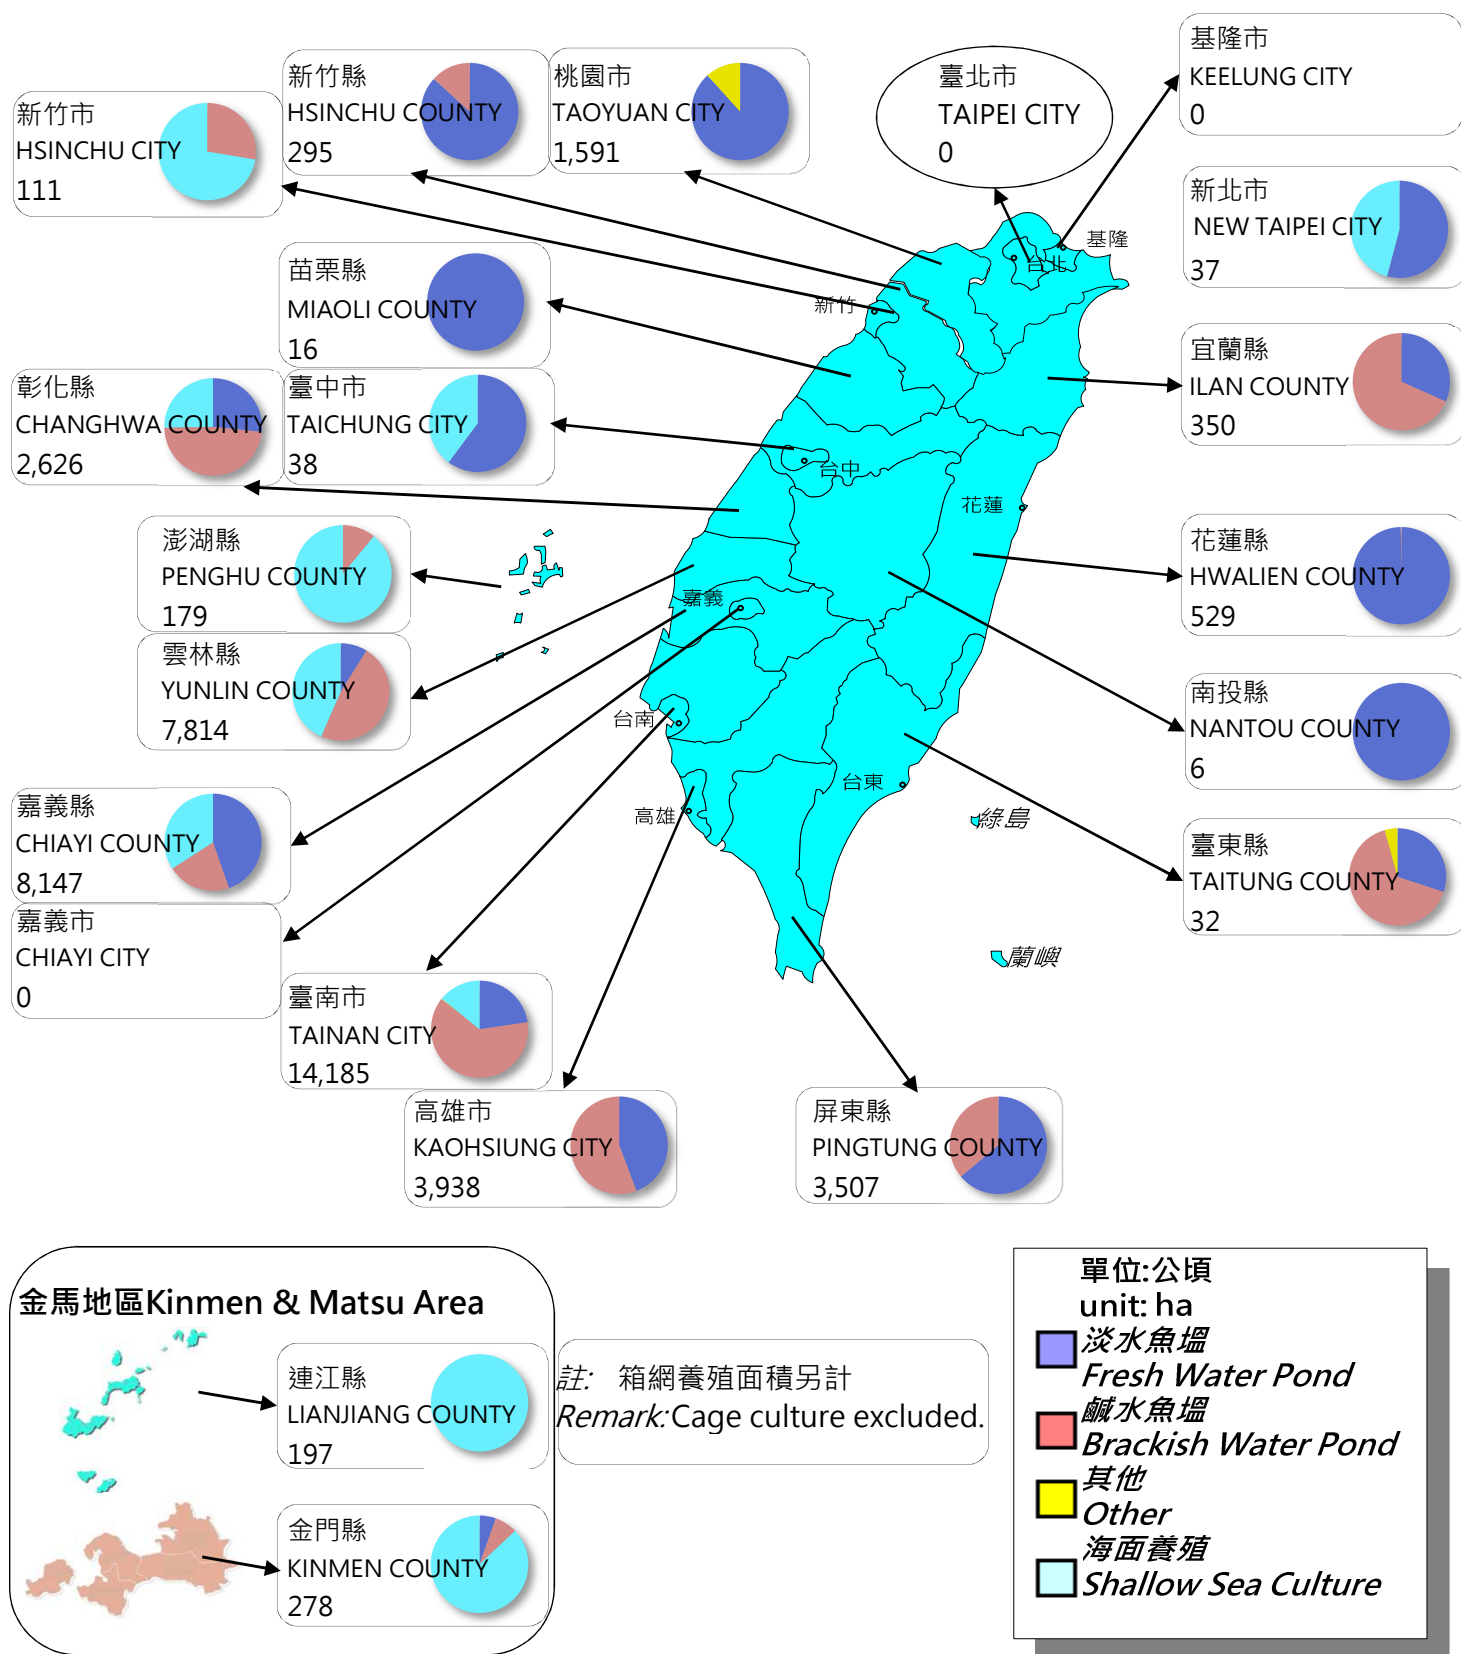 基隆市
KEELUNG CITY
0
臺北市
TAIPEI CITY
0
桃園市
TAOYUAN CITY
1,591
新竹縣
HSINCHU COUNTY
295
新竹市
HSINCHU CITY
111
新北市
NEW TAIPEI CITY
37
苗栗縣
MIAOLI COUNTY
16
宜蘭縣
ILAN COUNTY
350
彰化縣
CHANGHWA COUNTY
2,626
臺中市
TAICHUNG CITY
38
基隆
台北
新竹
台中
花蓮
嘉義
台南
高雄
台東
綠島
蘭嶼
澎湖縣
PENGHU COUNTY
179
花蓮縣
HWALIEN COUNTY
529
雲林縣
YUNLIN COUNTY
7,814
南投縣
NANTOU COUNTY
6
嘉義縣
CHIAYI COUNTY
8,147
臺東縣
TAITUNG COUNTY
32
嘉義市
CHIAYI CITY
0
臺南市
TAINAN CITY
14,185
高雄市
KAOHSIUNG CITY
3,938
屏東縣
PINGTUNG COUNTY
3,507
金馬地區Kinmen & Matsu Area
連江縣
LIANJIANG COUNTY
197
金門縣
KINMEN COUNTY
278
註: 箱網養殖面積另計
Remark:Cage culture excluded.
單位:公頃
unit: ha
淡水魚塭
Fresh Water Pond
鹹水魚塭
Brackish Water Pond
其他
Other
海面養殖
Shallow Sea Culture